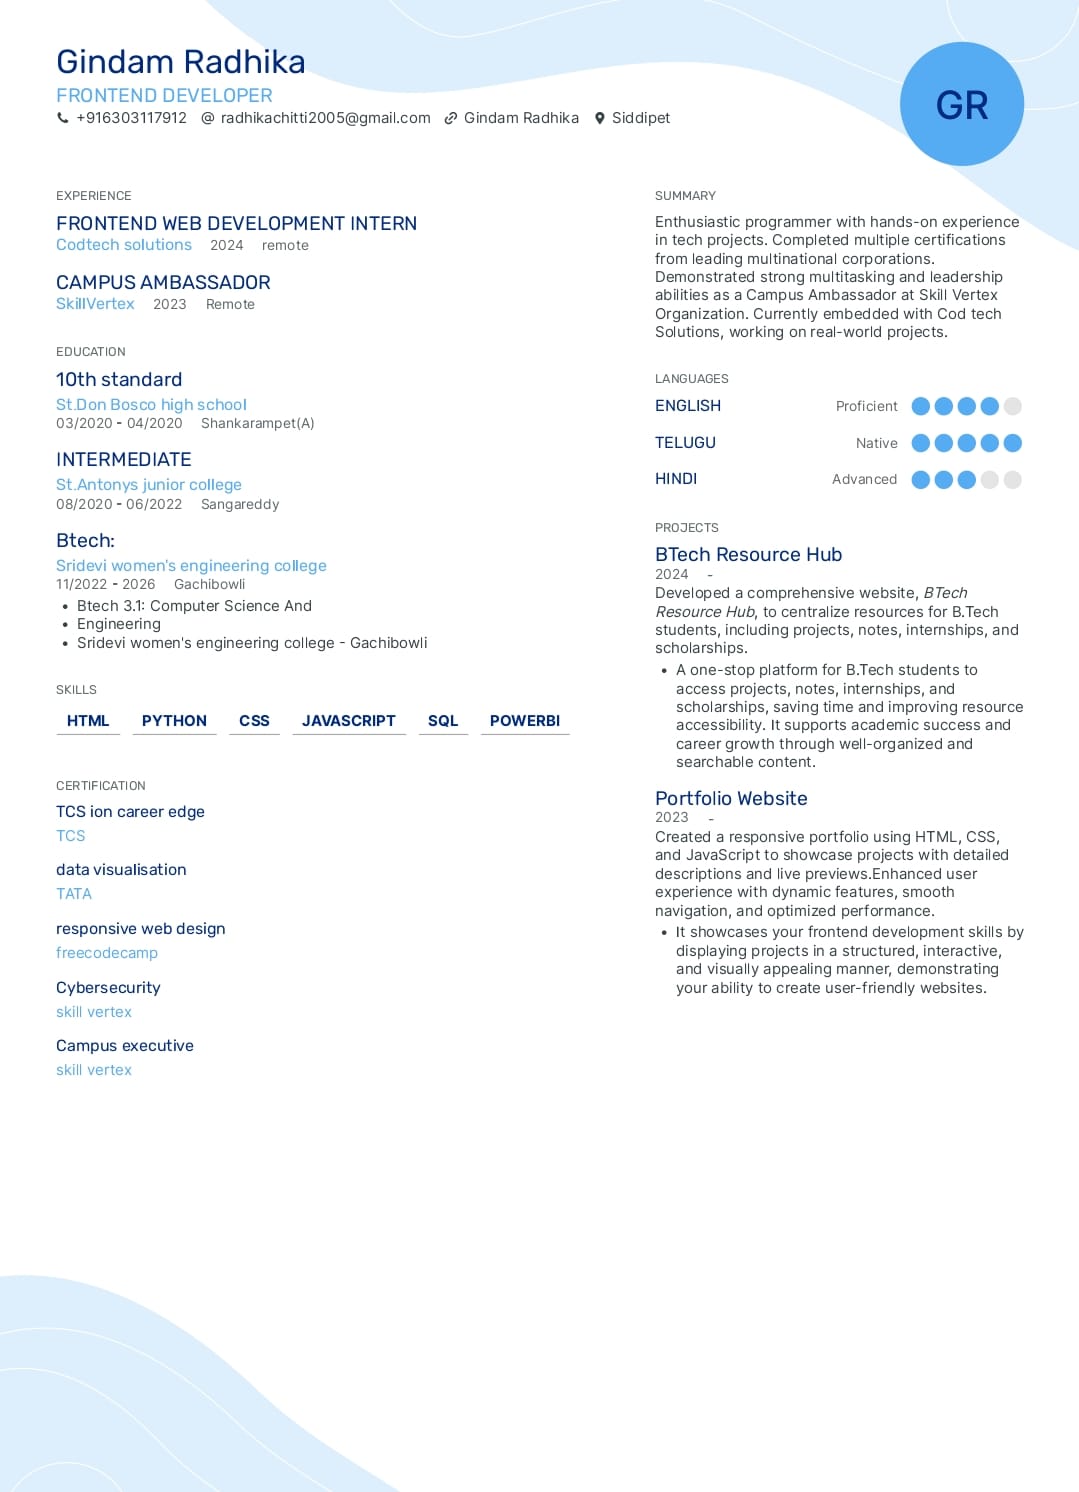 Gindam Radhika
FRONTEND DEVELOPER
+916303117912 @ radhikachitti2005@gmail.com Gindam Radhika Siddipet
GR
EXPERIENCE
FRONTEND WEB DEVELOPMENT INTERN
Codtech solutions 2024 remote
CAMPUS AMBASSADOR
SkillVertex 2023 Remote
EDUCATION
10th standard
St.Don Bosco high school
03/2020 - 04/2020 Shankarampet(A)
INTERMEDIATE
St.Antonys junior college
08/2020 - 06/2022 Sangareddy
Btech:
Sridevi women's engineering college
11/2022 - 2026 Gachibowli
• Btech 3.1: Computer Science And
• Engineering
• Sridevi women's engineering college - Gachibowli
SKILLS
HTML PYTHON CSS JAVASCRIPT SQL POWERBI
CERTIFICATION
TCS ion career edge
TCS
data visualisation
TATA
responsive web design
freecodecamp
Cybersecurity
skill vertex
Campus executive
skill vertex
SUMMARY
Enthusiastic programmer with hands-on experience
in tech projects. Completed multiple certifications
from leading multinational corporations.
Demonstrated strong multitasking and leadership
abilities as a Campus Ambassador at Skill Vertex
Organization. Currently embedded with Cod tech
Solutions, working on real-world projects.
LANGUAGES
ENGLISH Proficient
TELUGU Native
HINDI Advanced
PROJECTS
BTech Resource Hub
2024 -
Developed a comprehensive website, BTech
Resource Hub, to centralize resources for B.Tech
students, including projects, notes, internships, and
scholarships.
• A one-stop platform for B.Tech students to
access projects, notes, internships, and
scholarships, saving time and improving resource
accessibility. It supports academic success and
career growth through well-organized and
searchable content.
Portfolio Website
2023 -
Created a responsive portfolio using HTML, CSS,
and JavaScript to showcase projects with detailed
descriptions and live previews.Enhanced user
experience with dynamic features, smooth
navigation, and optimized performance.
• It showcases your frontend development skills by
displaying projects in a structured, interactive,
and visually appealing manner, demonstrating
your ability to create user-friendly websites.